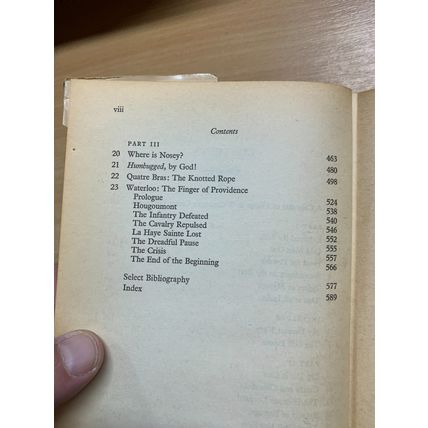 viii
Contents
PART III
20 Where is Nosey? 463
21 Humbugged, by God! 480
22 Quatre Bras: The Knotted Rope 498
23 Waterloo: The Finger of Providence
Prologue 524
Hougoumont 538
The Infantry Defeated 540
The Cavalry Repulsed 546
La Haye Sainte Lost 552
The Dreadful Pause 555
The Crisis 557
The End of the Beginning 566
Select Bibliography 577
Index 589